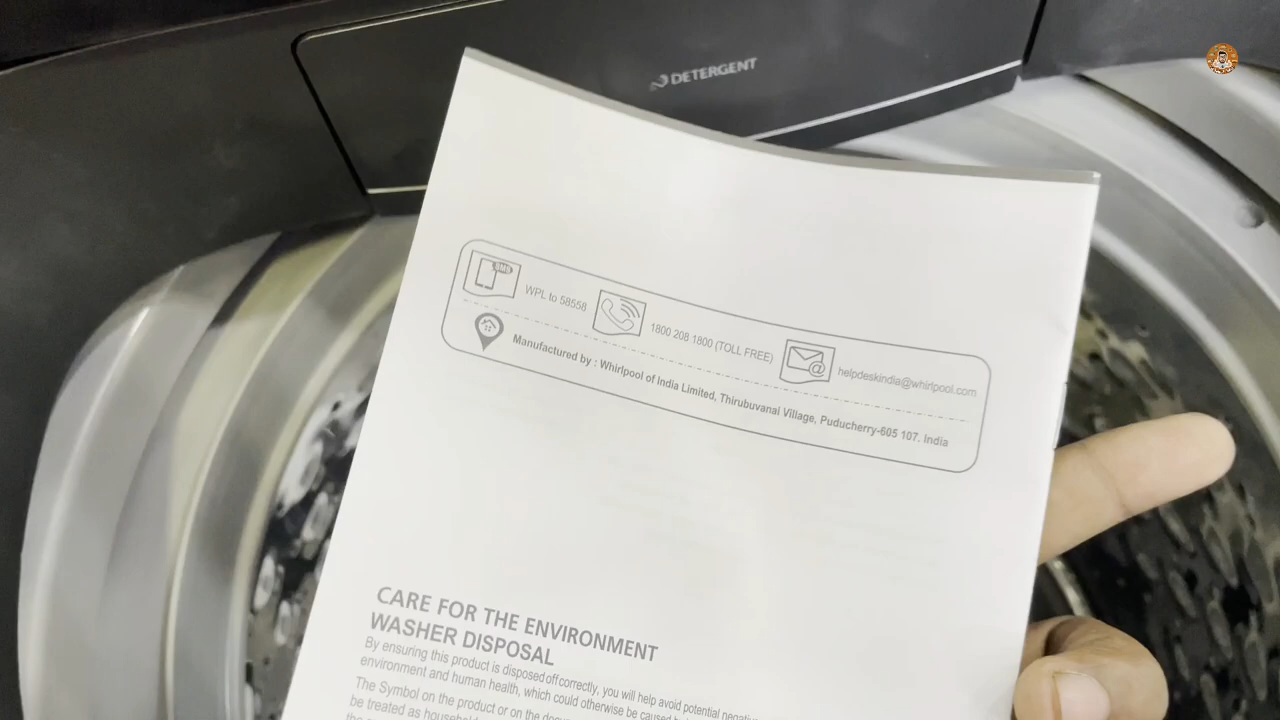 DETERGENT
SMS
WPL to 58558
1800 208 1800 (TOLL FREE)
helpdeskindia@whirlpool.com
Manufactured by : Whirlpool of India Limited, Thirubuvanai Village, Puducherry-605 107. India
CARE FOR THE ENVIRONMENT
WASHER DISPOSAL
By ensuring this product is disposed off correctly, you will help avoid potential
environment and human health, which could otherwise be caused
The Symbol on the product or on the
be treated as